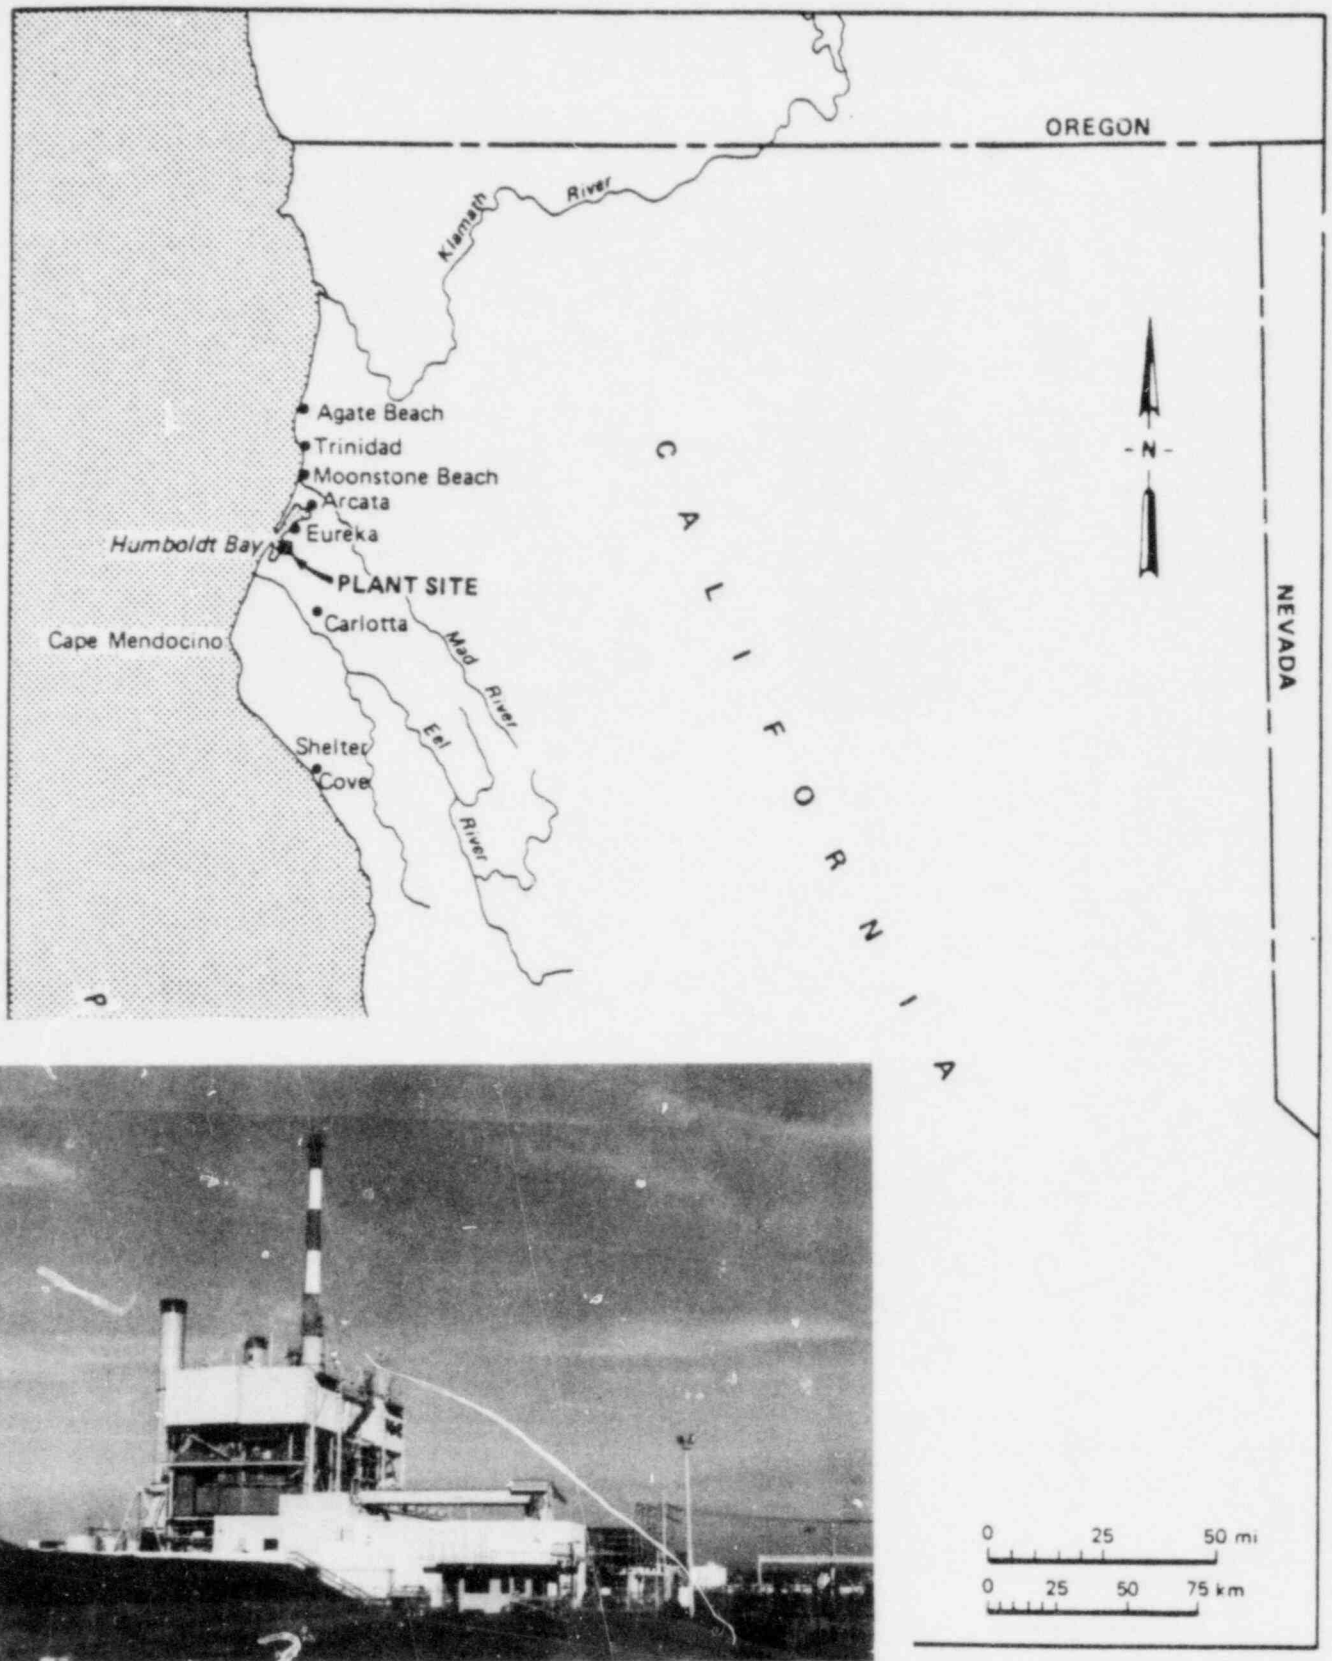 OREGON
Klamath River
Agate Beach
Trinidad
Moonstone Beach
Arcata
Eureka
Humboldt Bay
PLANT SITE
Carlotta
Cape Mendocino
Mad River
Shelter
Cove
Eel River
CALIFORNIA
- N -
NEVADA
0 25 50 mi
0 25 50 75 km